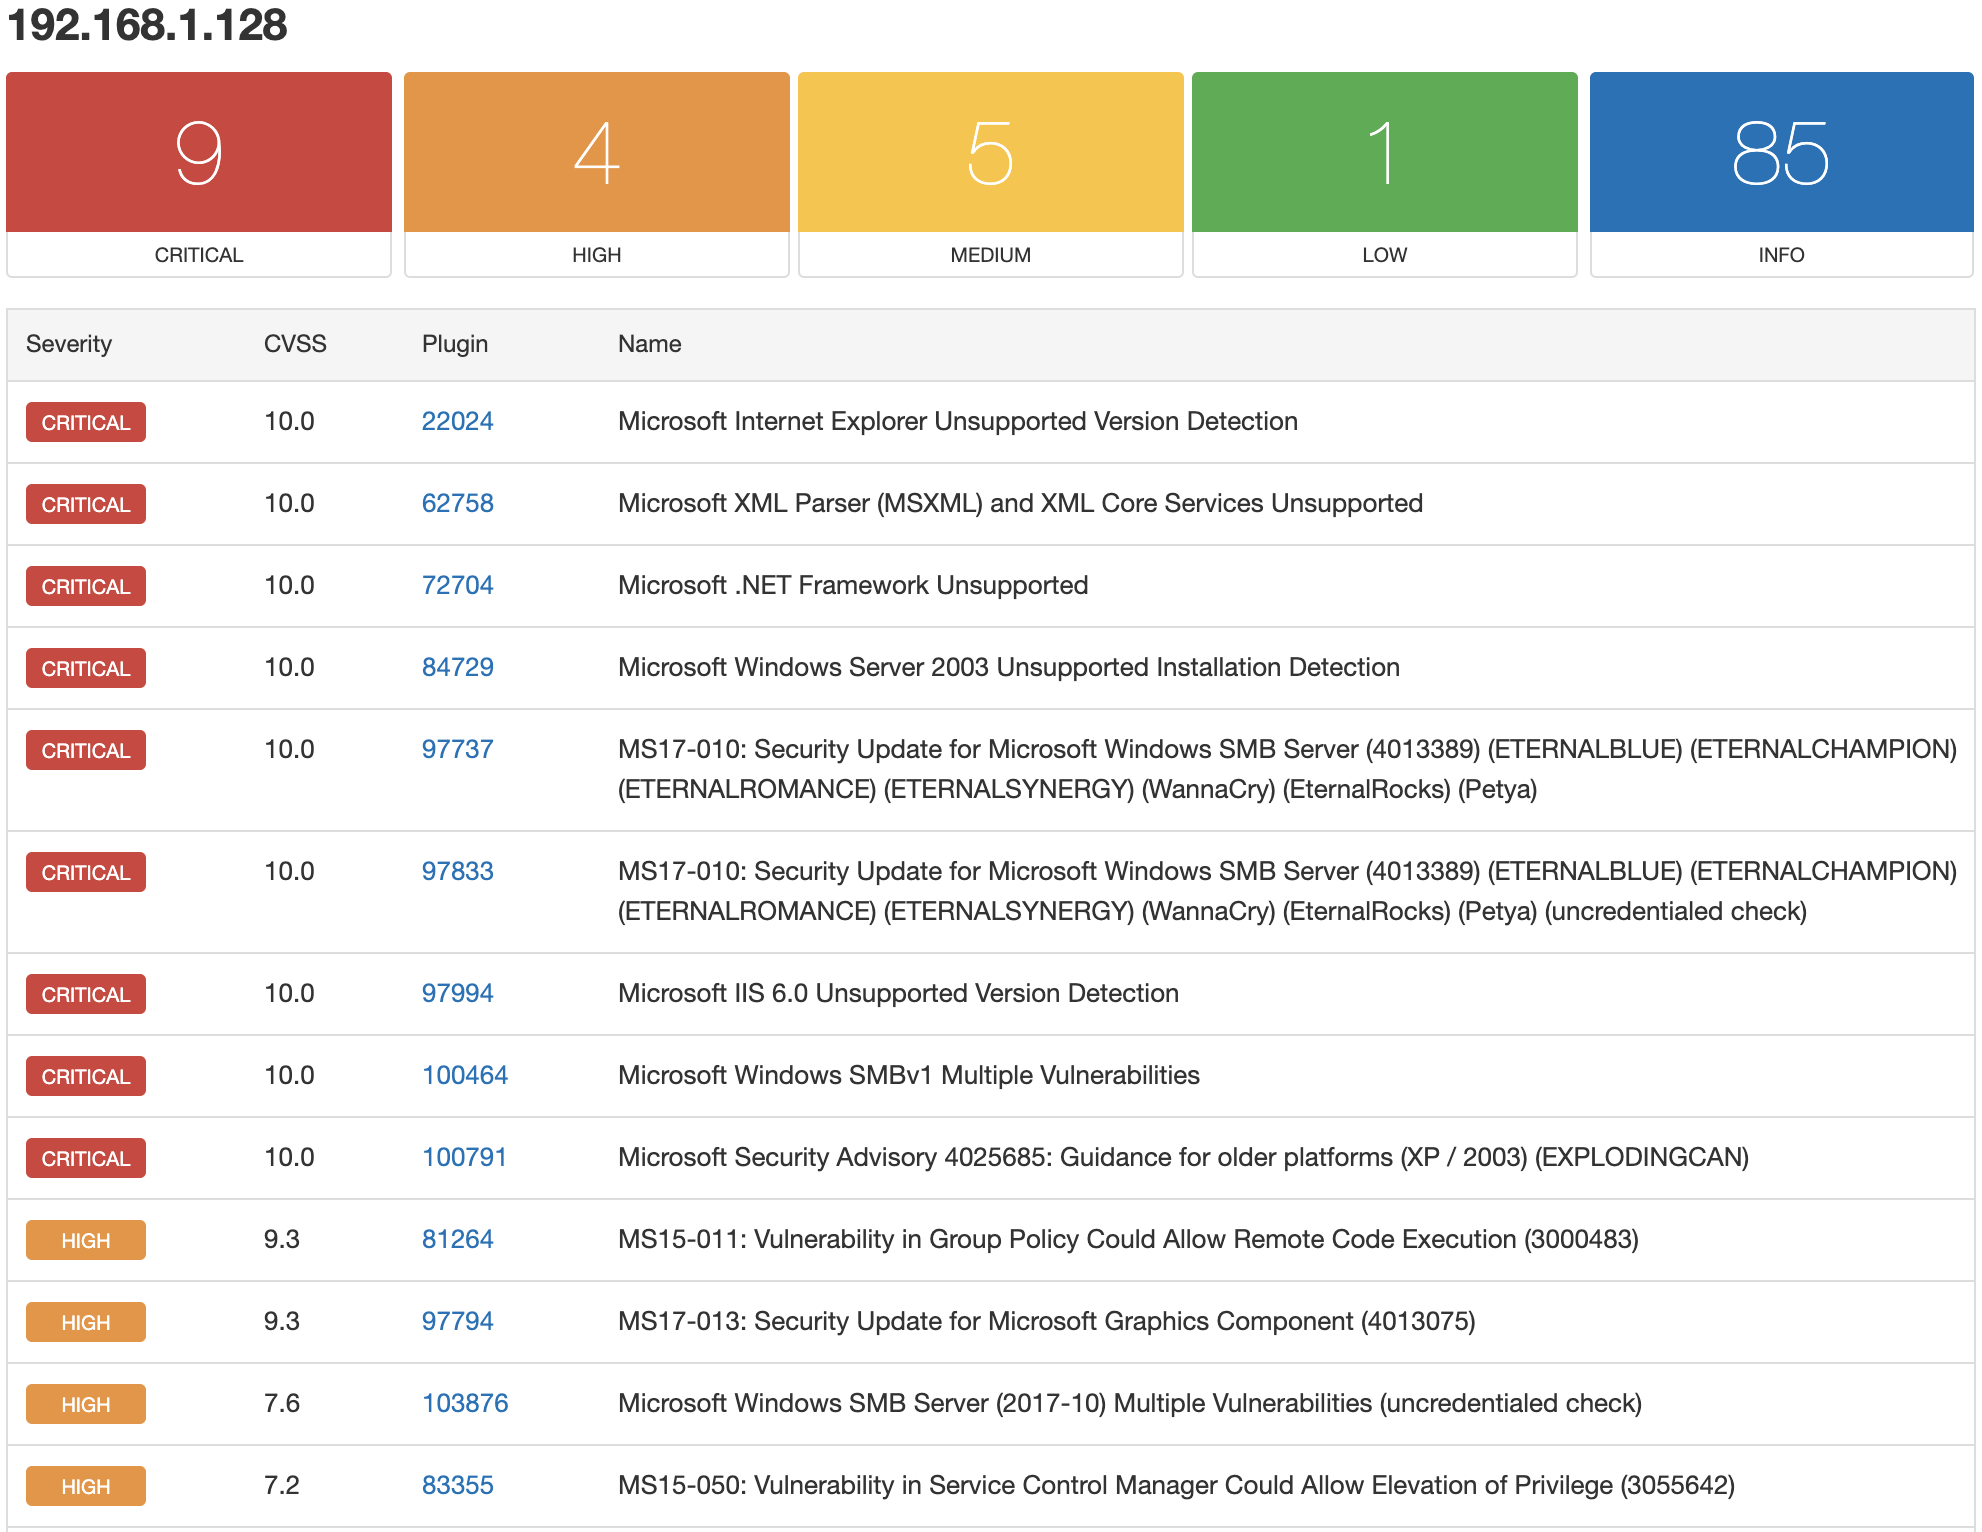 192.168.1.128
9 4 5 1 85
CRITICAL HIGH MEDIUM LOW INFO
Severity CVSS Plugin Name
CRITICAL 10.0 22024 Microsoft Internet Explorer Unsupported Version Detection
CRITICAL 10.0 62758 Microsoft XML Parser (MSXML) and XML Core Services Unsupported
CRITICAL 10.0 72704 Microsoft .NET Framework Unsupported
CRITICAL 10.0 84729 Microsoft Windows Server 2003 Unsupported Installation Detection
CRITICAL 10.0 97737 MS17-010: Security Update for Microsoft Windows SMB Server (4013389) (ETERNALBLUE) (ETERNALCHAMPION)
(ETERNALROMANCE) (ETERNALSYNERGY) (WannaCry) (EternalRocks) (Petya)
CRITICAL 10.0 97833 MS17-010: Security Update for Microsoft Windows SMB Server (4013389) (ETERNALBLUE) (ETERNALCHAMPION)
(ETERNALROMANCE) (ETERNALSYNERGY) (WannaCry) (EternalRocks) (Petya) (uncredentialed check)
CRITICAL 10.0 97994 Microsoft IIS 6.0 Unsupported Version Detection
CRITICAL 10.0 100464 Microsoft Windows SMBv1 Multiple Vulnerabilities
CRITICAL 10.0 100791 Microsoft Security Advisory 4025685: Guidance for older platforms (XP / 2003) (EXPLODINGCAN)
HIGH 9.3 81264 MS15-011: Vulnerability in Group Policy Could Allow Remote Code Execution (3000483)
HIGH 9.3 97794 MS17-013: Security Update for Microsoft Graphics Component (4013075)
HIGH 7.6 103876 Microsoft Windows SMB Server (2017-10) Multiple Vulnerabilities (uncredentialed check)
HIGH 7.2 83355 MS15-050: Vulnerability in Service Control Manager Could Allow Elevation of Privilege (3055642)